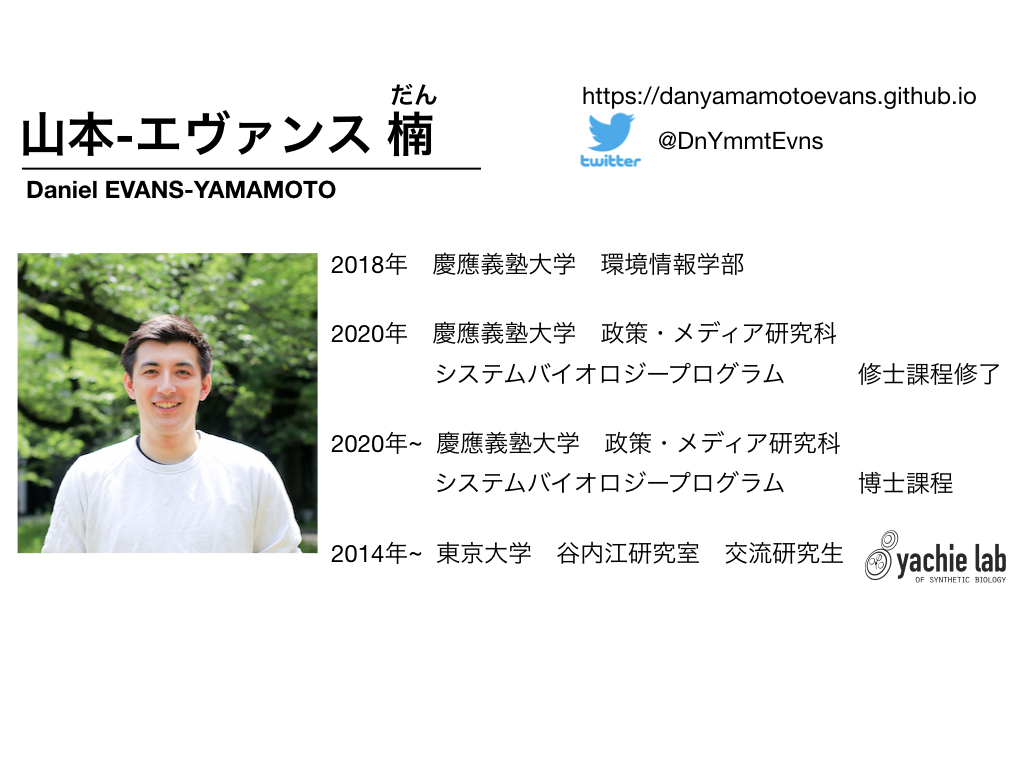 だん
山本-エヴァンス 楠
Daniel EVANS-YAMAMOTO
https://danyamamotoevans.github.io
twitter @DnYmmtEvns
2018年 慶應義塾大学 環境情報学部
2020年 慶應義塾大学 政策・メディア研究科
システムバイオロジープログラム 修士課程修了
2020年~ 慶應義塾大学 政策・メディア研究科
システムバイオロジープログラム 博士課程
2014年~ 東京大学 谷内江研究室 交流研究生
yachie lab
OF SYNTHETIC BIOLOGY